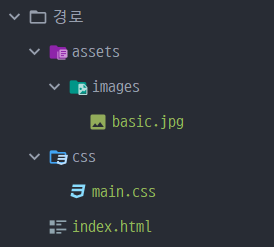 경로
assets
images
basic.jpg
css
main.css
index.html